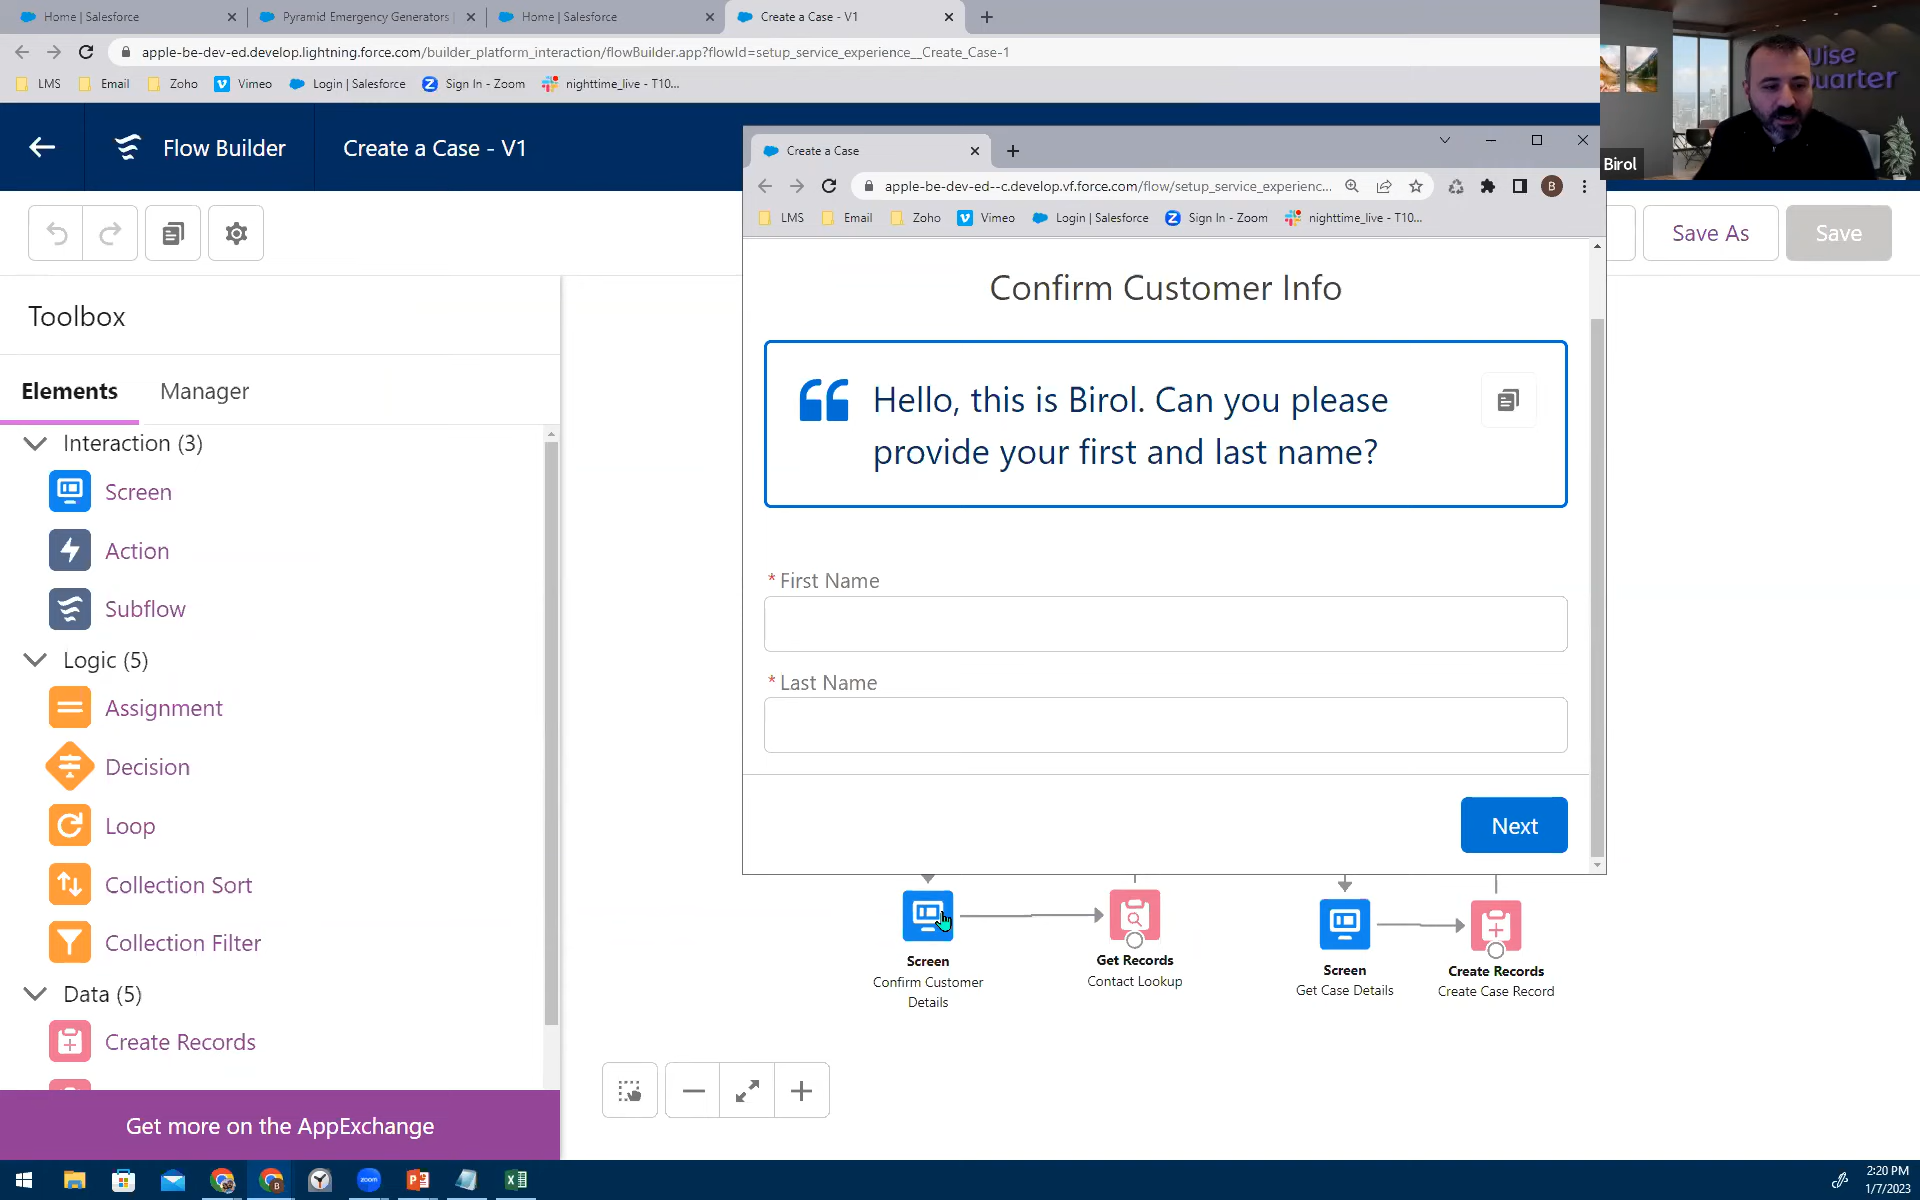 Home | Salesforce
Pyramid Emergency Generators |
Home | Salesforce
Create a Case - V1
apple-be-dev-ed.develop.lightning.force.com/builder_platform_interaction/flowBuilder.app?flowId=setup_service_experience__Create_Case-1
LMS
Email
Zoho
Vimeo
Login | Salesforce
Sign In - Zoom
nighttime_live - T10...
Flow Builder
Create a Case - V1
Save As
Save
Toolbox
Elements
Manager
Interaction (3)
Screen
Action
Subflow
Logic (5)
Assignment
Decision
Loop
Collection Sort
Collection Filter
Data (5)
Create Records
Get more on the AppExchange
Create a Case
apple-be-dev-ed--c.develop.vf.force.com/flow/setup_service_experienc...
B
LMS
Email
Zoho
Vimeo
Login | Salesforce
Sign In - Zoom
nighttime_live - T10...
Confirm Customer Info
Hello, this is Birol. Can you please
provide your first and last name?
* First Name
* Last Name
Next
Screen
Confirm Customer
Details
Get Records
Contact Lookup
Screen
Get Case Details
Create Records
Create Case Record
Birol
zoom
2:20 PM
1/7/2023